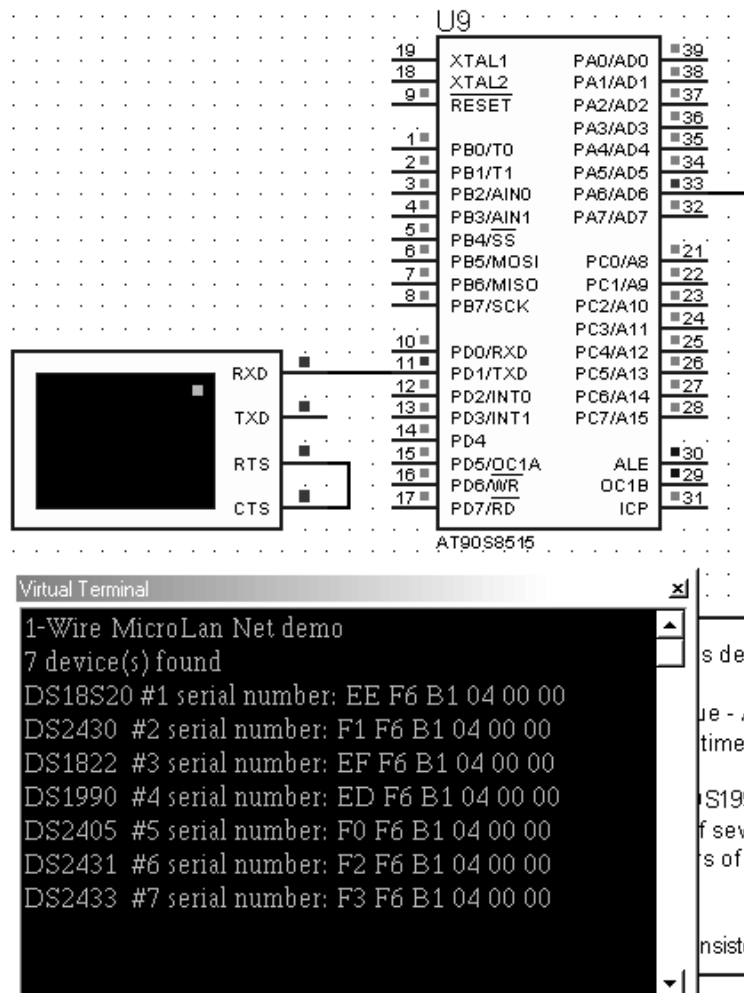 U9
19 XTAL1 PA0/AD0 39
18 XTAL2 PA1/AD1 38
9 RESET PA2/AD2 37
PA3/AD3 36
1 PB0/T0 PA4/AD4 35
2 PB1/T1 PA5/AD5 34
3 PB2/AIN0 PA6/AD6 33
4 PB3/AIN1 PA7/AD7 32
5 PB4/SS
6 PB5/MOSI PC0/A8 21
7 PB6/MISO PC1/A9 22
8 PB7/SCK PC2/A10 23
PC3/A11 24
10 PD0/RXD PC4/A12 25
RXD 11 PD1/TXD PC5/A13 26
12 PD2/INT0 PC6/A14 27
TXD 13 PD3/INT1 PC7/A15 28
14 PD4
RTS 15 PD5/OC1A ALE 30
16 PD6/WR OC1B 29
CTS 17 PD7/RD ICP 31
AT90S8515
Virtual Terminal
1-Wire MicroLan Net demo
7 device(s) found
DS18S20 #1 serial number: EE F6 B1 04 00 00
DS2430 #2 serial number: F1 F6 B1 04 00 00
DS1822 #3 serial number: EF F6 B1 04 00 00
DS1990 #4 serial number: ED F6 B1 04 00 00
DS2405 #5 serial number: F0 F6 B1 04 00 00
DS2431 #6 serial number: F2 F6 B1 04 00 00
DS2433 #7 serial number: F3 F6 B1 04 00 00
s de
time
s of